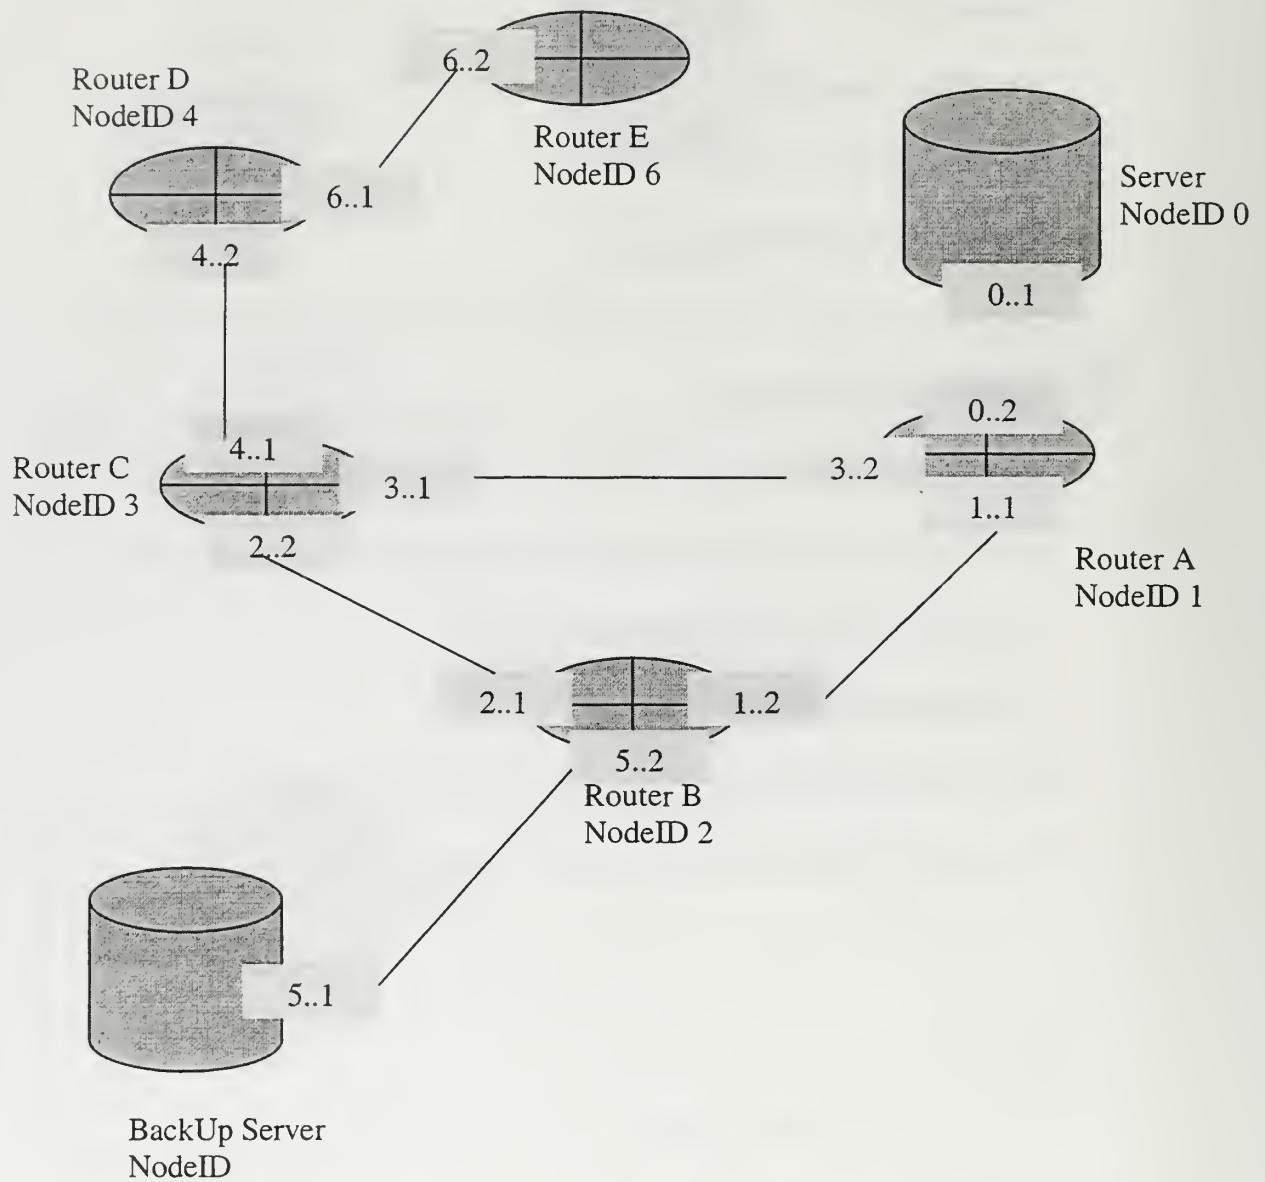 6..2
Router D
NodeID 4
Router E
NodeID 6
Server
NodeID 0
6..1
4..2
0..1
0..2
4..1
Router C
NodeID 3
3..1
3..2
1..1
2..2
Router A
NodeID 1
2..1
1..2
5..2
Router B
NodeID 2
5..1
BackUp Server
NodeID